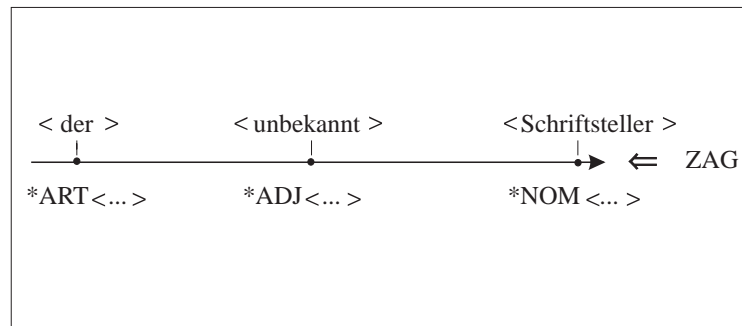 < der > < unbekannt > < Schriftsteller >
⇐ ZAG
*ART <... > *ADJ <... > *NOM <... >